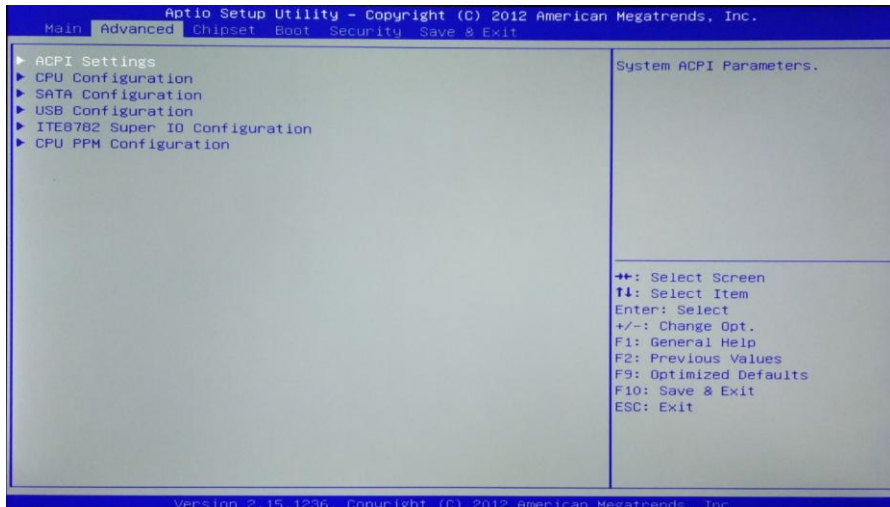 Aptio Setup Utility – Copyright (C) 2012 American Megatrends, Inc.
Main Advanced Chipset Boot Security Save & Exit
► ACPI Settings
► CPU Configuration
► SATA Configuration
► USB Configuration
► ITE8782 Super IO Configuration
► CPU PPM Configuration
System ACPI Parameters.
→←: Select Screen
↑↓: Select Item
Enter: Select
+/-: Change Opt.
F1: General Help
F2: Previous Values
F9: Optimized Defaults
F10: Save & Exit
ESC: Exit
Version 2.15.1236. Copyright (C) 2012 American Megatrends, Inc.